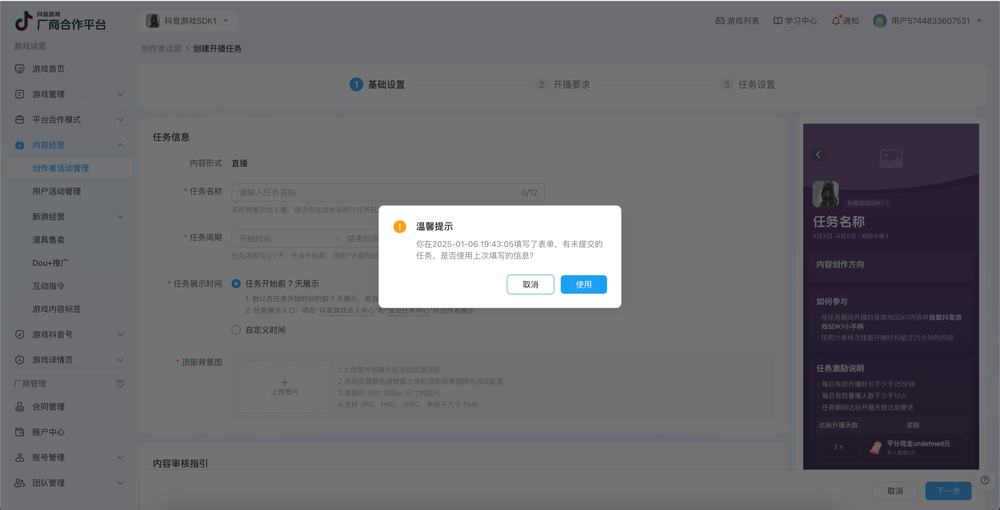 抖音游戏
厂商合作平台
抖音游戏SDK1
游戏列表
学习中心
通知
用户5744833607531
游戏运营
游戏首页
游戏管理
平台合作模式
内容经营
创作者活动管理
用户活动管理
新游经营
道具售卖
Dou+推广
互动指令
游戏内容标签
游戏抖音号
游戏详情页
厂商管理
合同管理
账户中心
账号管理
团队管理
创作者运营 > 创建开播任务
1 基础设置
2 开播要求
3 任务设置
任务信息
内容形式 直播
* 任务名称 请输入任务名称 0/12
名称将展示给主播，建议包含游戏名称与任务玩
* 任务周期 开始时间 ~ 结束时间
任务周期至少7天，任务开始前，提前7天面向创
* 任务展示时间 任务开始前 7 天展示
1. 默认在任务开始时间的前 7 天展示，若当
2. 任务展示入口：将在“抖音游戏达人中心”和“变现任务中心”向创作者展示
自定义时间
* 顶部背景图
上传图片
1.上传图片将展示在活动页面顶部
2.活动页面颜色将根据上传的顶部背景图颜色自动配置
3.请提供 750*300px 尺寸的图片
4.支持 JPG、PNG、JPEG，单张不大于 5MB
内容审核指引
温馨提示
你在2025-01-06 19:43:05填写了表单，有未提交的
任务，是否使用上次填写的信息?
取消
使用
抖音游戏SDK1 >
任务名称
X月X日-X月X日 | 规则详情 >
内容创作方向
如何参与
· 在任务期间开播抖音游戏SDK1内容并挂载抖音游
戏SDK1小手柄
· 仅统计单场次挂载开播时长超过25分钟的内容
任务激励说明
· 每日有效开播时长不少于25分钟
· 每日有效看播人数不少于10人
· 任务期间达标开播天数达到要求
达标开播天数 奖励
3 天
平分现金undefined元
单人最高0元
取消
下一步